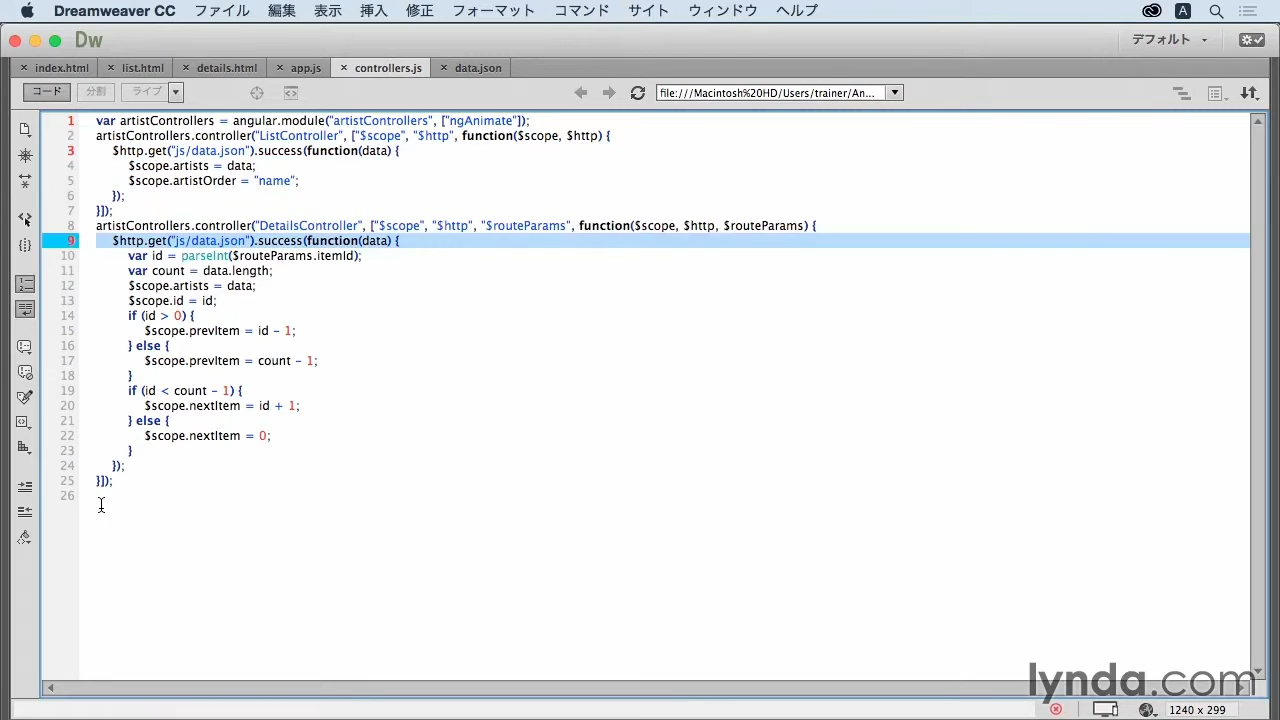 Dreamweaver CC ファイル 編集 表示 挿入 修正 フォーマット コマンド サイト ウィンドウ ヘルプ A
Dw デフォルト
× index.html × list.html × details.html × app.js × controllers.js × data.json
コード 分割 ライブ file:///Macintosh%20HD/Users/trainer/An...
1 var artistControllers = angular.module("artistControllers", ["ngAnimate"]);
2 artistControllers.controller("ListController", ["$scope", "$http", function($scope, $http) {
3 $http.get("js/data.json").success(function(data) {
4 $scope.artists = data;
5 $scope.artistOrder = "name";
6 });
7 }]);
8 artistControllers.controller("DetailsController", ["$scope", "$http", "$routeParams", function($scope, $http, $routeParams) {
9 $http.get("js/data.json").success(function(data) {
10 var id = parseInt($routeParams.itemId);
11 var count = data.length;
12 $scope.artists = data;
13 $scope.id = id;
14 if (id > 0) {
15 $scope.prevItem = id - 1;
16 } else {
17 $scope.prevItem = count - 1;
18 }
19 if (id < count - 1) {
20 $scope.nextItem = id + 1;
21 } else {
22 $scope.nextItem = 0;
23 }
24 });
25 }]);
26
lynda.com
1240 x 299